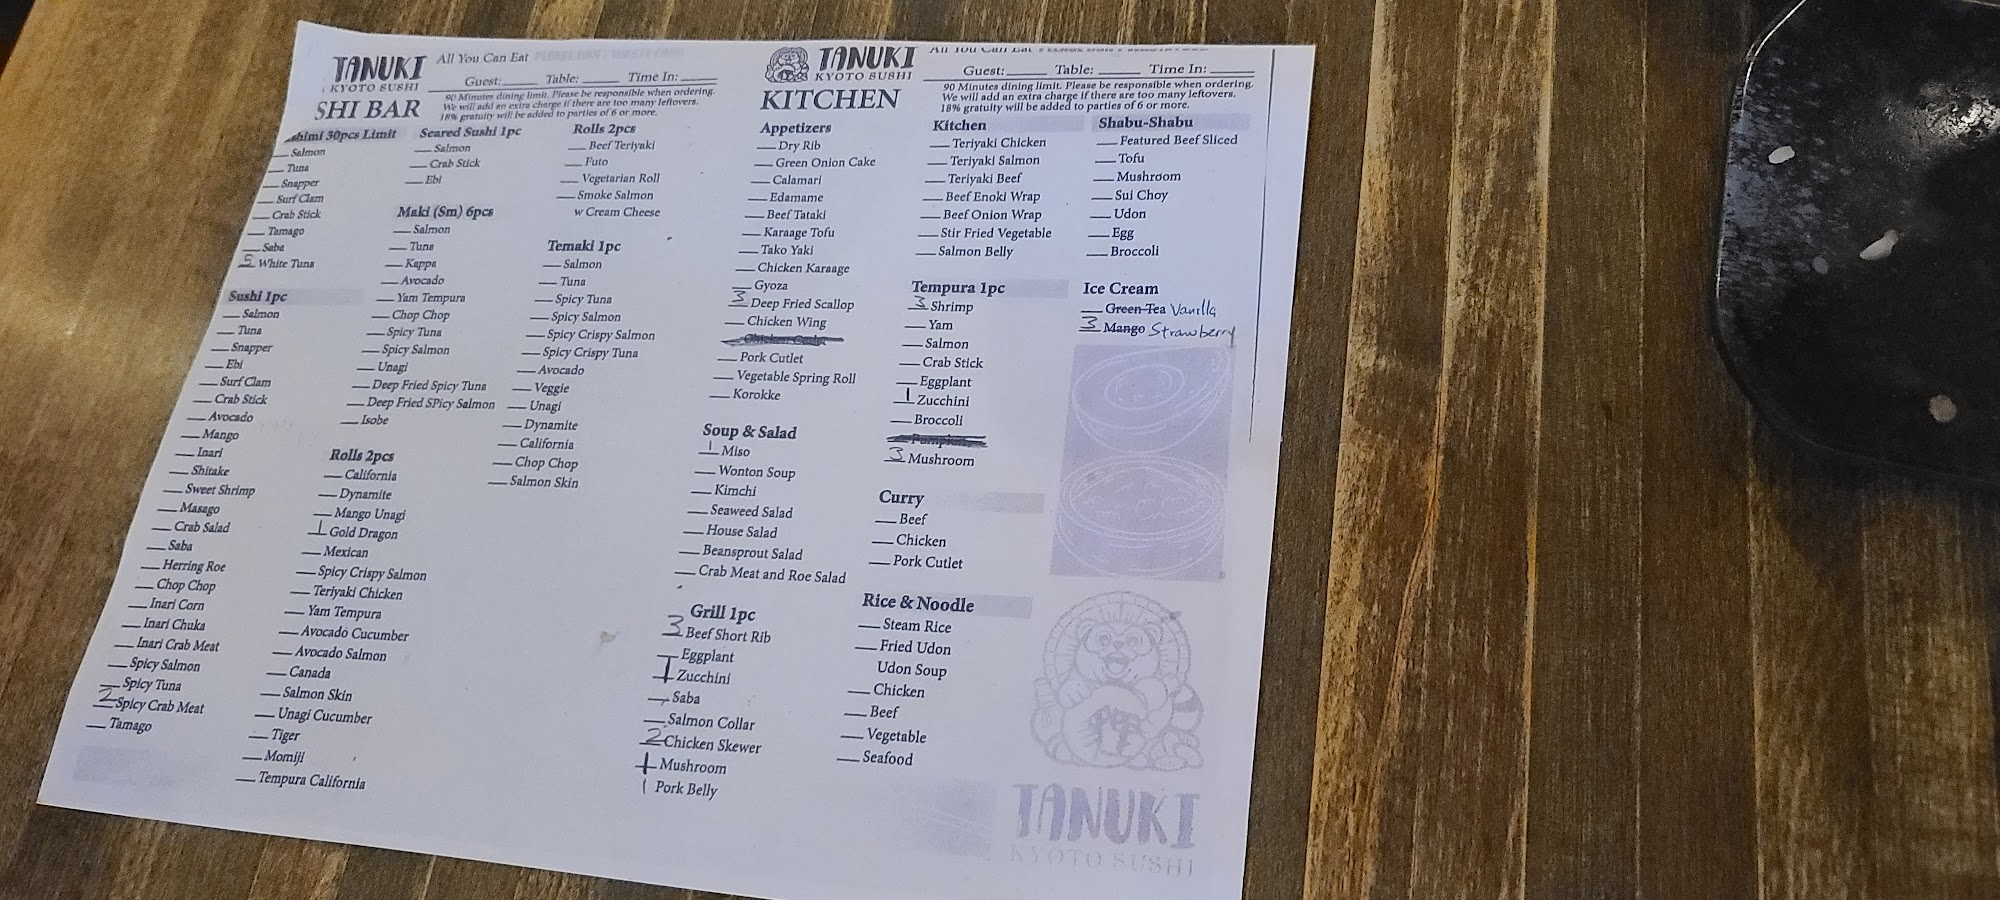 TANUKI
KYOTO SUSHI
All You Can Eat
Guest:_____ Table:_____ Time In:_____
90 Minutes dining limit. Please be responsible when ordering.
We will add an extra charge if there are too many leftovers.
18% gratuity will be added to parties of 6 or more.
SHI BAR
shimi 30pcs Limit
Salmon
Tuna
Snapper
Surf Clam
Crab Stick
Tamago
Saba
5 White Tuna
Sushi 1pc
Salmon
Tuna
Snapper
Ebi
Surf Clam
Crab Stick
Avocado
Mango
Inari
Shitake
Sweet Shrimp
Masago
Crab Salad
Saba
Herring Roe
Chop Chop
Inari Corn
Inari Chuka
Inari Crab Meat
Spicy Salmon
Spicy Tuna
2 Spicy Crab Meat
Tamago
Seared Sushi 1pc
Salmon
Crab Stick
Ebi
Maki (Sm) 6pcs
Salmon
Tuna
Kappa
Avocado
Yam Tempura
Chop Chop
Spicy Tuna
Spicy Salmon
Unagi
Deep Fried Spicy Tuna
Deep Fried SPicy Salmon
Isobe
Rolls 2pcs
California
Dynamite
Mango Unagi
1 Gold Dragon
Mexican
Spicy Crispy Salmon
Teriyaki Chicken
Yam Tempura
Avocado Cucumber
Avocado Salmon
Canada
Salmon Skin
Unagi Cucumber
Tiger
Momiji
Tempura California
Rolls 2pcs
Beef Teriyaki
Futo
Vegetarian Roll
Smoke Salmon
w Cream Cheese
Temaki 1pc
Salmon
Tuna
Spicy Tuna
Spicy Salmon
Spicy Crispy Salmon
Spicy Crispy Tuna
Avocado
Veggie
Unagi
Dynamite
California
Chop Chop
Salmon Skin
TANUKI
KYOTO SUSHI
All You Can Eat
Guest:_____ Table:_____ Time In:_____
90 Minutes dining limit. Please be responsible when ordering.
We will add an extra charge if there are too many leftovers.
18% gratuity will be added to parties of 6 or more.
KITCHEN
Appetizers
Dry Rib
Green Onion Cake
Calamari
Edamame
Beef Tataki
Karaage Tofu
Tako Yaki
Chicken Karaage
Gyoza
3 Deep Fried Scallop
Chicken Wing
Pork Cutlet
Vegetable Spring Roll
Korokke
Soup & Salad
1 Miso
Wonton Soup
Kimchi
Seaweed Salad
House Salad
Beansprout Salad
Crab Meat and Roe Salad
Grill 1pc
3 Beef Short Rib
Eggplant
1 Zucchini
Saba
Salmon Collar
2 Chicken Skewer
1 Mushroom
1 Pork Belly
Kitchen
Teriyaki Chicken
Teriyaki Salmon
Teriyaki Beef
Beef Enoki Wrap
Beef Onion Wrap
Stir Fried Vegetable
Salmon Belly
Tempura 1pc
3 Shrimp
Yam
Salmon
Crab Stick
Eggplant
1 Zucchini
Broccoli
Pumpkin
3 Mushroom
Curry
Beef
Chicken
Pork Cutlet
Rice & Noodle
Steam Rice
Fried Udon
Udon Soup
Chicken
Beef
Vegetable
Seafood
Shabu-Shabu
Featured Beef Sliced
Tofu
Mushroom
Sui Choy
Udon
Egg
Broccoli
Ice Cream
Green Tea Vanilla
3 Mango Strawberry
TANUKI
KYOTO SUSHI